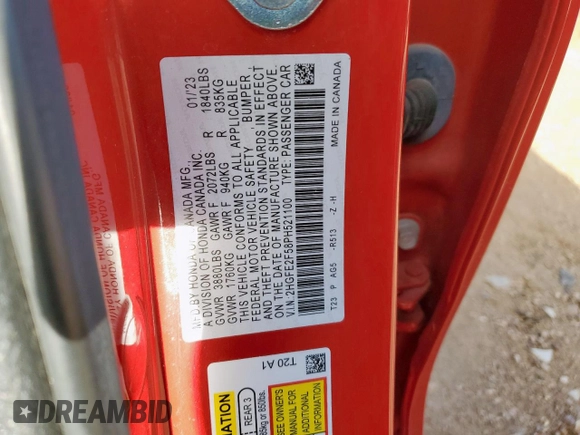 MFD. BY HONDA OF CANADA MFG. 01/23
A DIVISION OF HONDA CANADA INC.
GVWR 3880LBS GAWR F 2072LBS R 1840LBS
GVWR 1760KG GAWR F 940KG R 835KG
THIS VEHICLE CONFORMS TO ALL APPLICABLE
FEDERAL MOTOR VEHICLE SAFETY BUMPER,
AND THEFT PREVENTION STANDARDS IN EFFECT
ON THE DATE OF MANUFACTURE SHOWN ABOVE.
V.I.N: 2HGFE2F58PH521100 TYPE: PASSENGER CAR
T23 P AG5 -R513 -Z -H MADE IN CANADA
T20 A1
REAR 3
385kg or 850lbs.
SEE OWNER'S
MANUAL FOR
ADDITIONAL
INFORMATION
DREAMBID